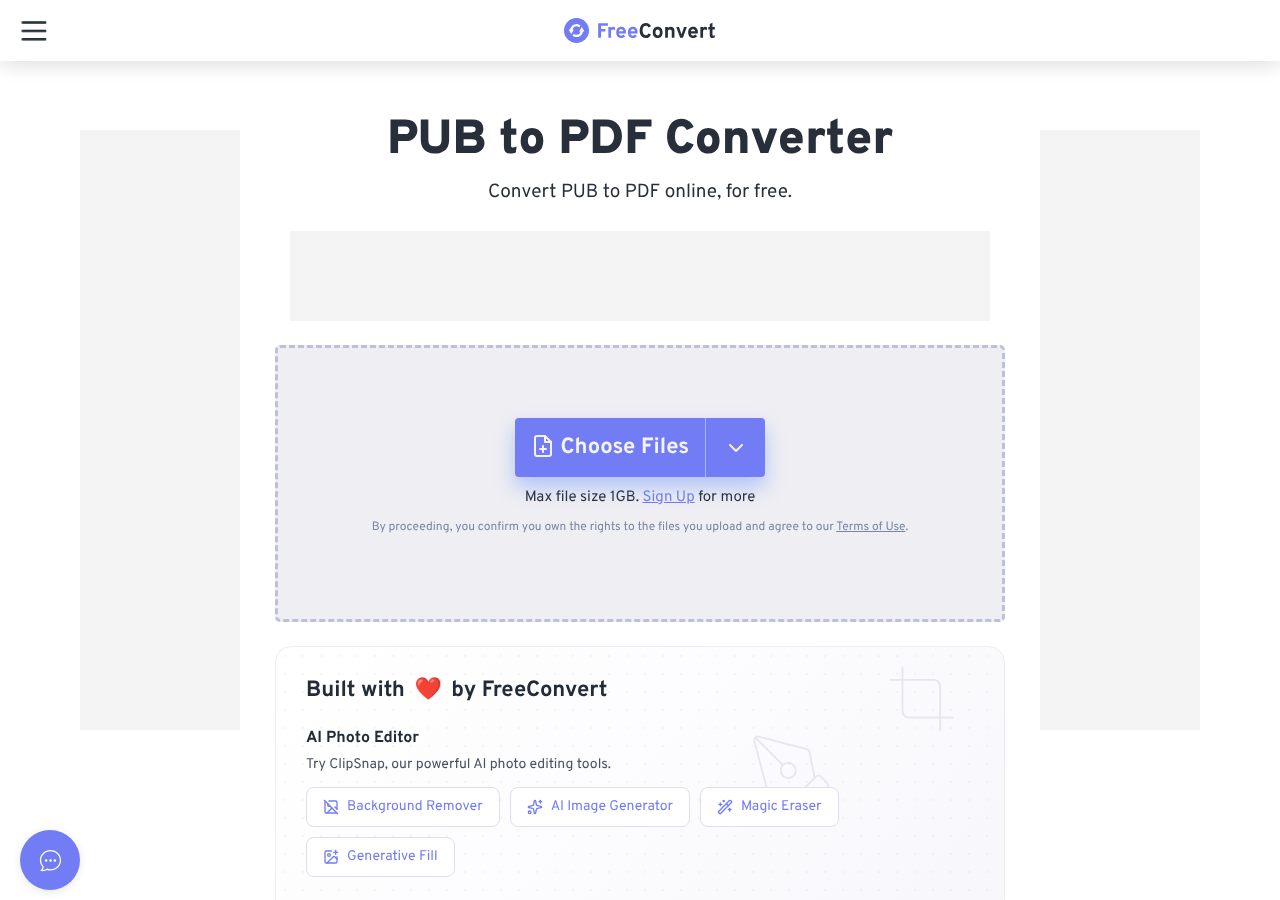 FreeConvert
PUB to PDF Converter
Convert PUB to PDF online, for free.
Choose Files
Max file size 1GB. Sign Up for more
By proceeding, you confirm you own the rights to the files you upload and agree to our Terms of Use.
Built with ❤️ by FreeConvert
AI Photo Editor
Try ClipSnap, our powerful AI photo editing tools.
Background Remover
AI Image Generator
Magic Eraser
Generative Fill